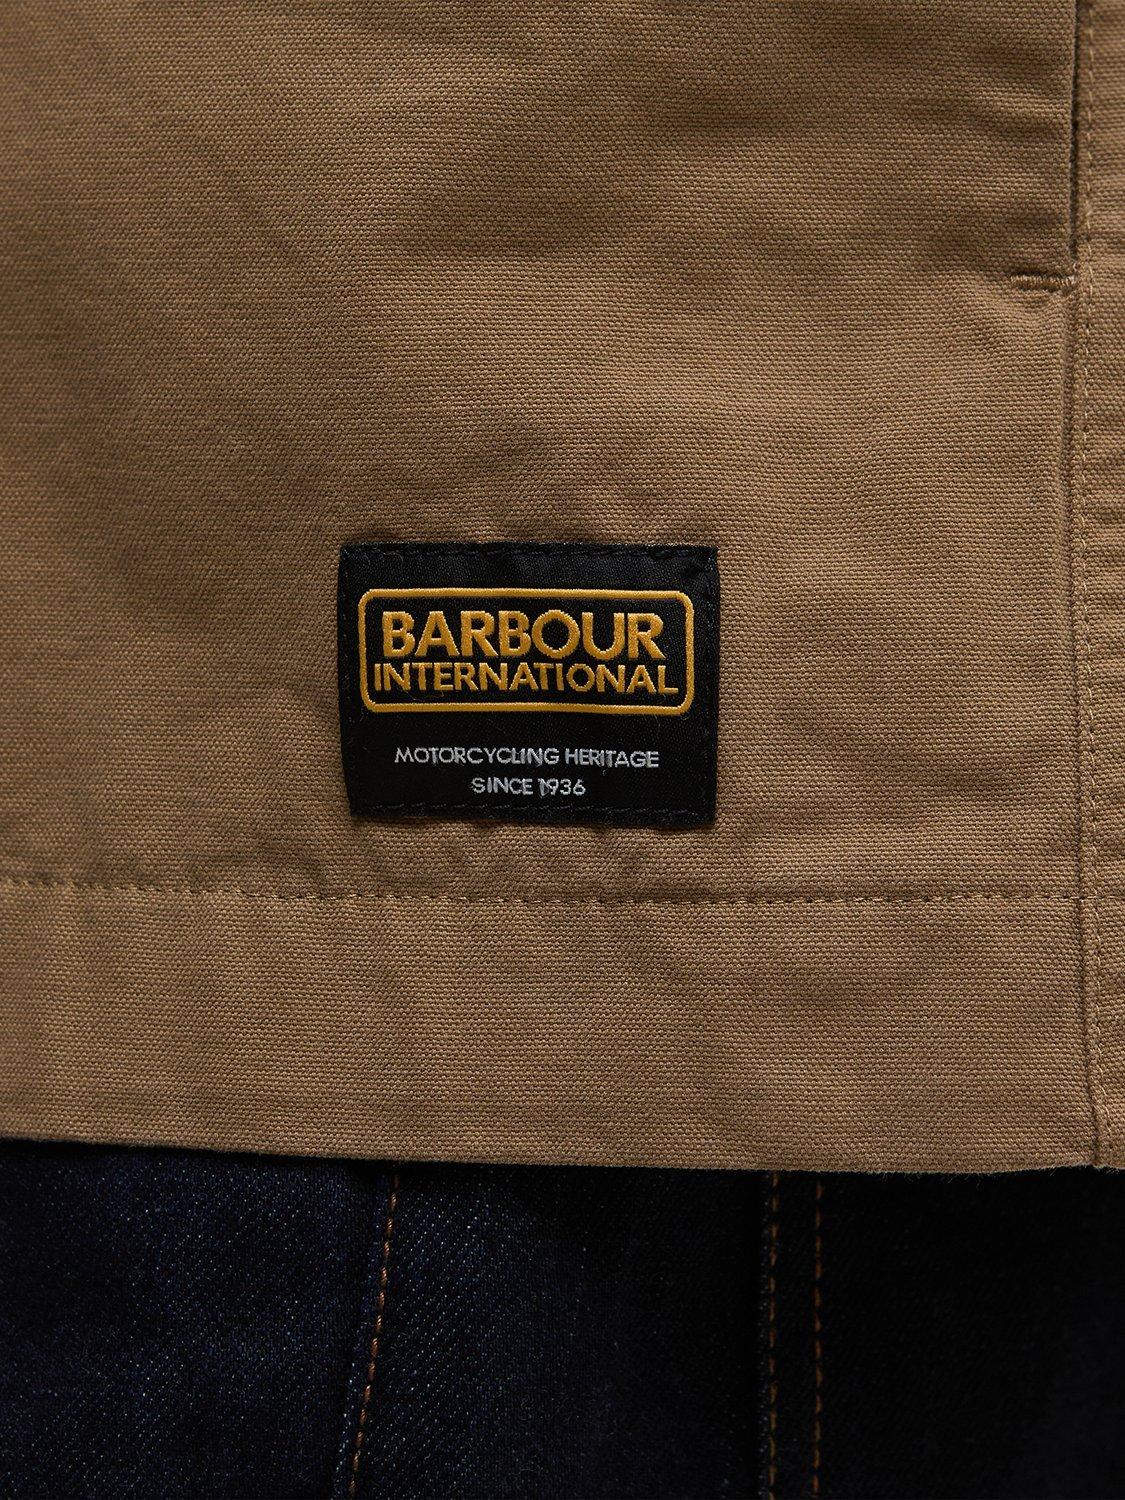 BARBOUR
INTERNATIONAL
MOTORCYCLING HERITAGE
SINCE 1936